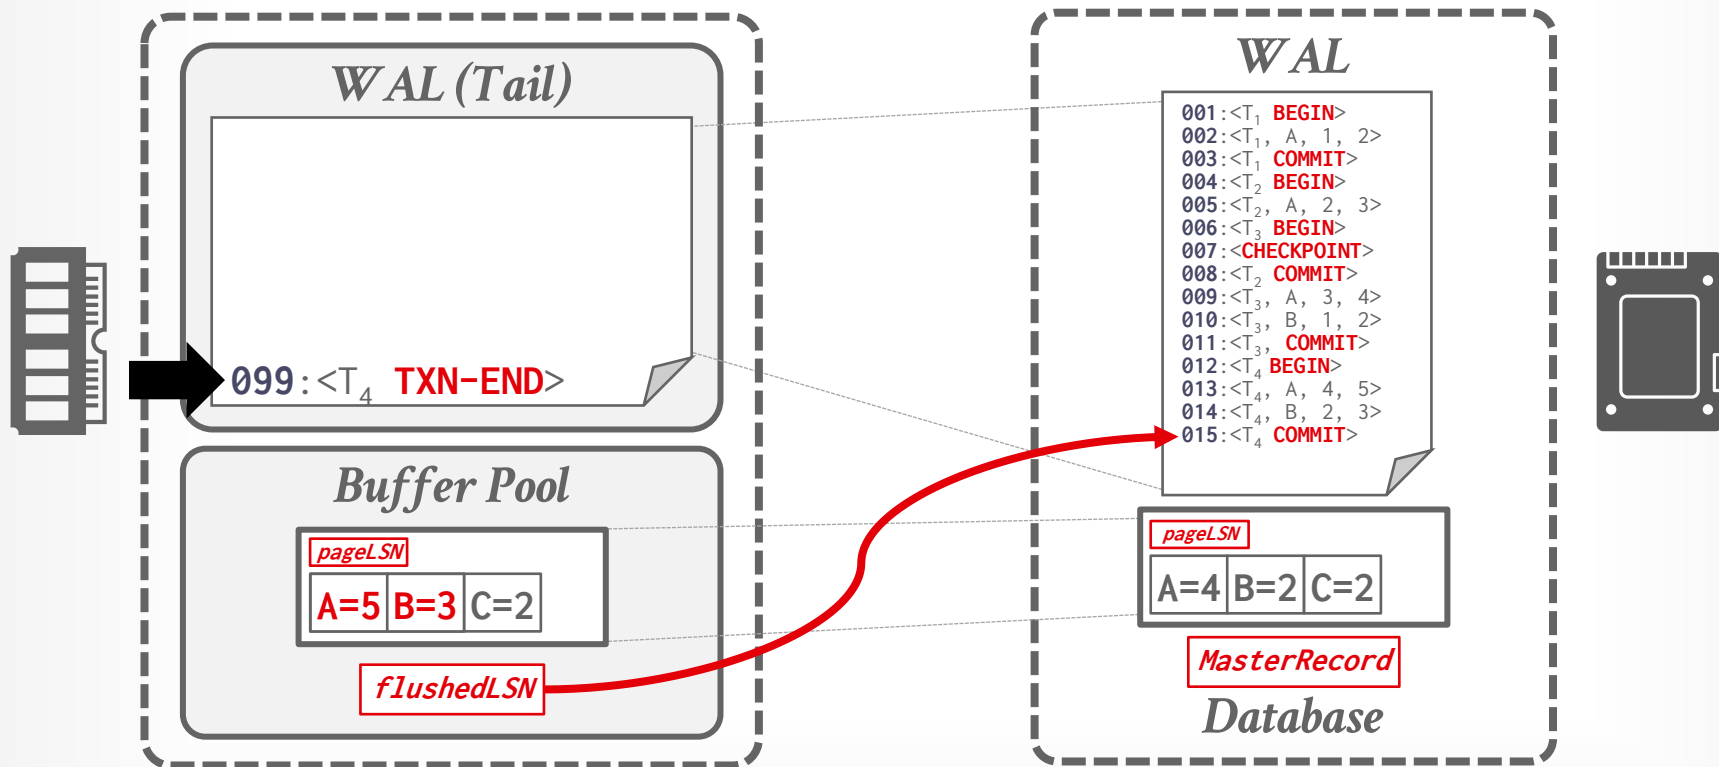 WAL (Tail)
099:<T4 TXN-END>
Buffer Pool
pageLSN
A=5 B=3 C=2
flushedLSN
WAL
001:<T1 BEGIN>
002:<T1, A, 1, 2>
003:<T1 COMMIT>
004:<T2 BEGIN>
005:<T2, A, 2, 3>
006:<T3 BEGIN>
007:<CHECKPOINT>
008:<T2 COMMIT>
009:<T3, A, 3, 4>
010:<T3, B, 1, 2>
011:<T3, COMMIT>
012:<T4 BEGIN>
013:<T4, A, 4, 5>
014:<T4, B, 2, 3>
015:<T4 COMMIT>
pageLSN
A=4 B=2 C=2
MasterRecord
Database